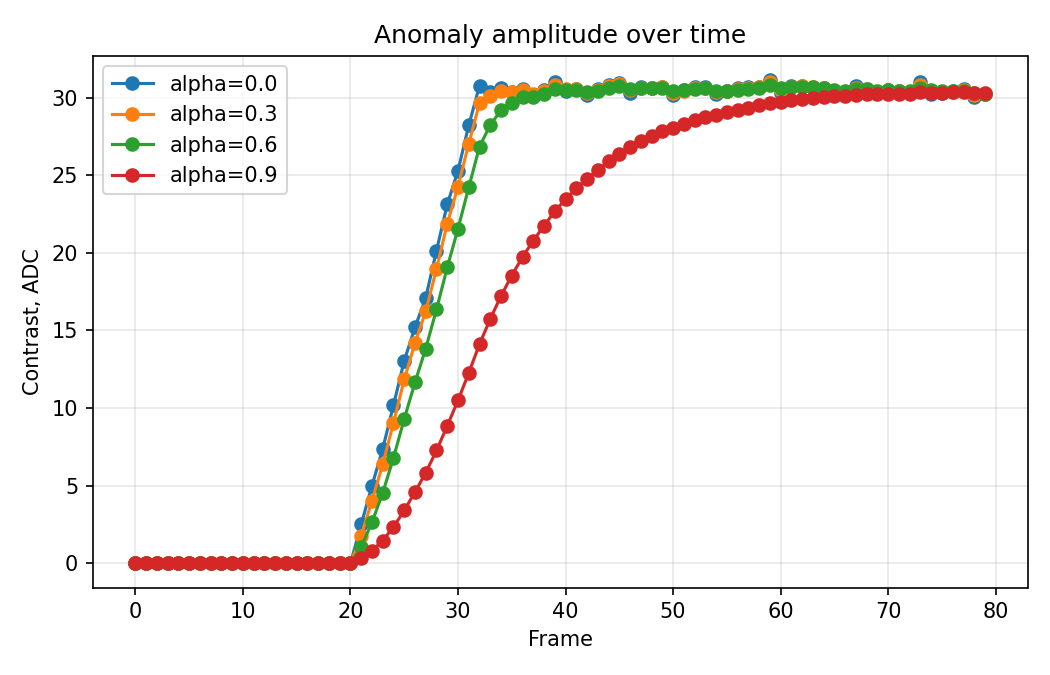 Anomaly amplitude over time
alpha=0.0
alpha=0.3
alpha=0.6
alpha=0.9
Contrast, ADC
30
25
20
15
10
5
0
0 10 20 30 40 50 60 70 80
Frame